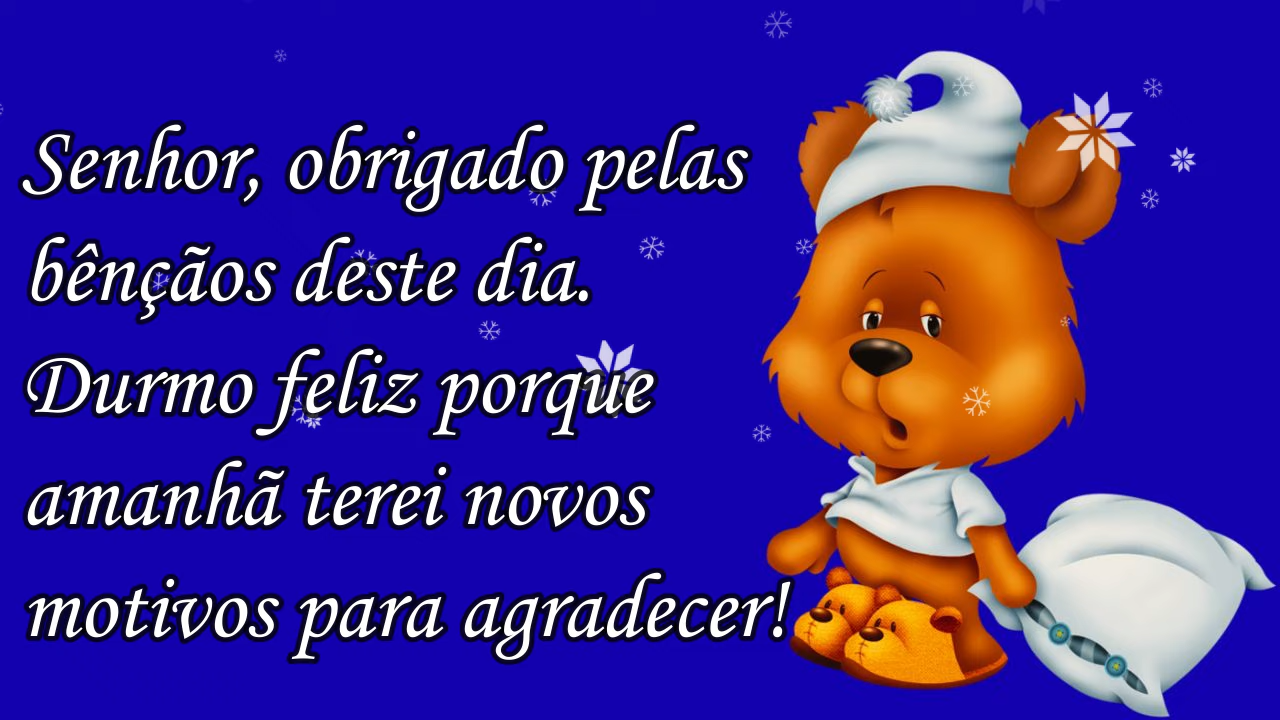 Senhor, obrigado pelas
bênçãos deste dia.
Durmo feliz porque
amanhã terei novos
motivos para agradecer!